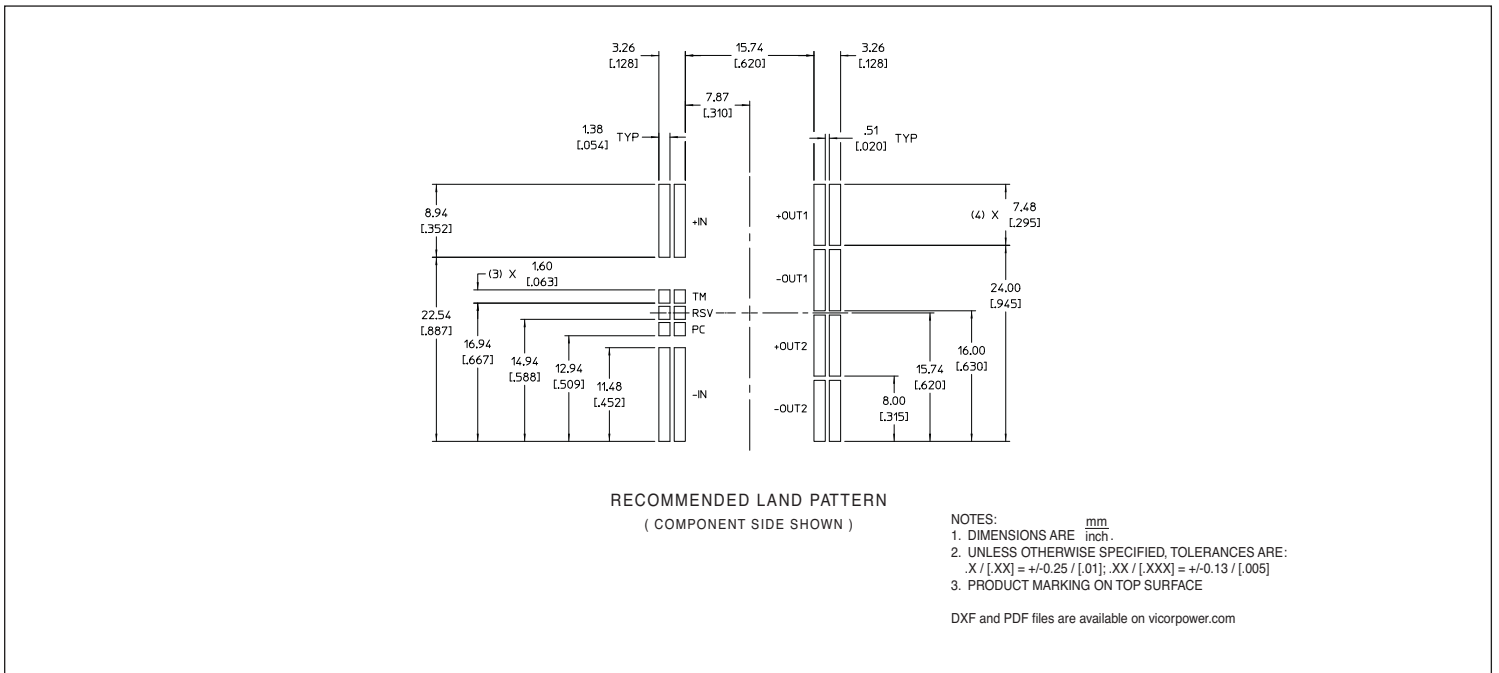 3.26
[.128]
15.74
[.620]
3.26
[.128]
7.87
[.310]
1.38
[.054] TYP
.51
[.020] TYP
8.94
[.352]
+IN
+OUT1
(4) X 7.48
[.295]
(3) X 1.60
[.063]
-OUT1
TM
RSV
PC
24.00
[.945]
22.54
[.887]
16.94
[.667]
14.94
[.588]
12.94
[.509]
11.48
[.452]
+OUT2
16.00
[.630]
15.74
[.620]
8.00
[.315]
-IN
-OUT2
RECOMMENDED LAND PATTERN
( COMPONENT SIDE SHOWN )
NOTES:
1. DIMENSIONS ARE mm
inch.
2. UNLESS OTHERWISE SPECIFIED, TOLERANCES ARE:
.X / [.XX] = +/-0.25 / [.01]; .XX / [.XXX] = +/-0.13 / [.005]
3. PRODUCT MARKING ON TOP SURFACE
DXF and PDF files are available on vicorpower.com